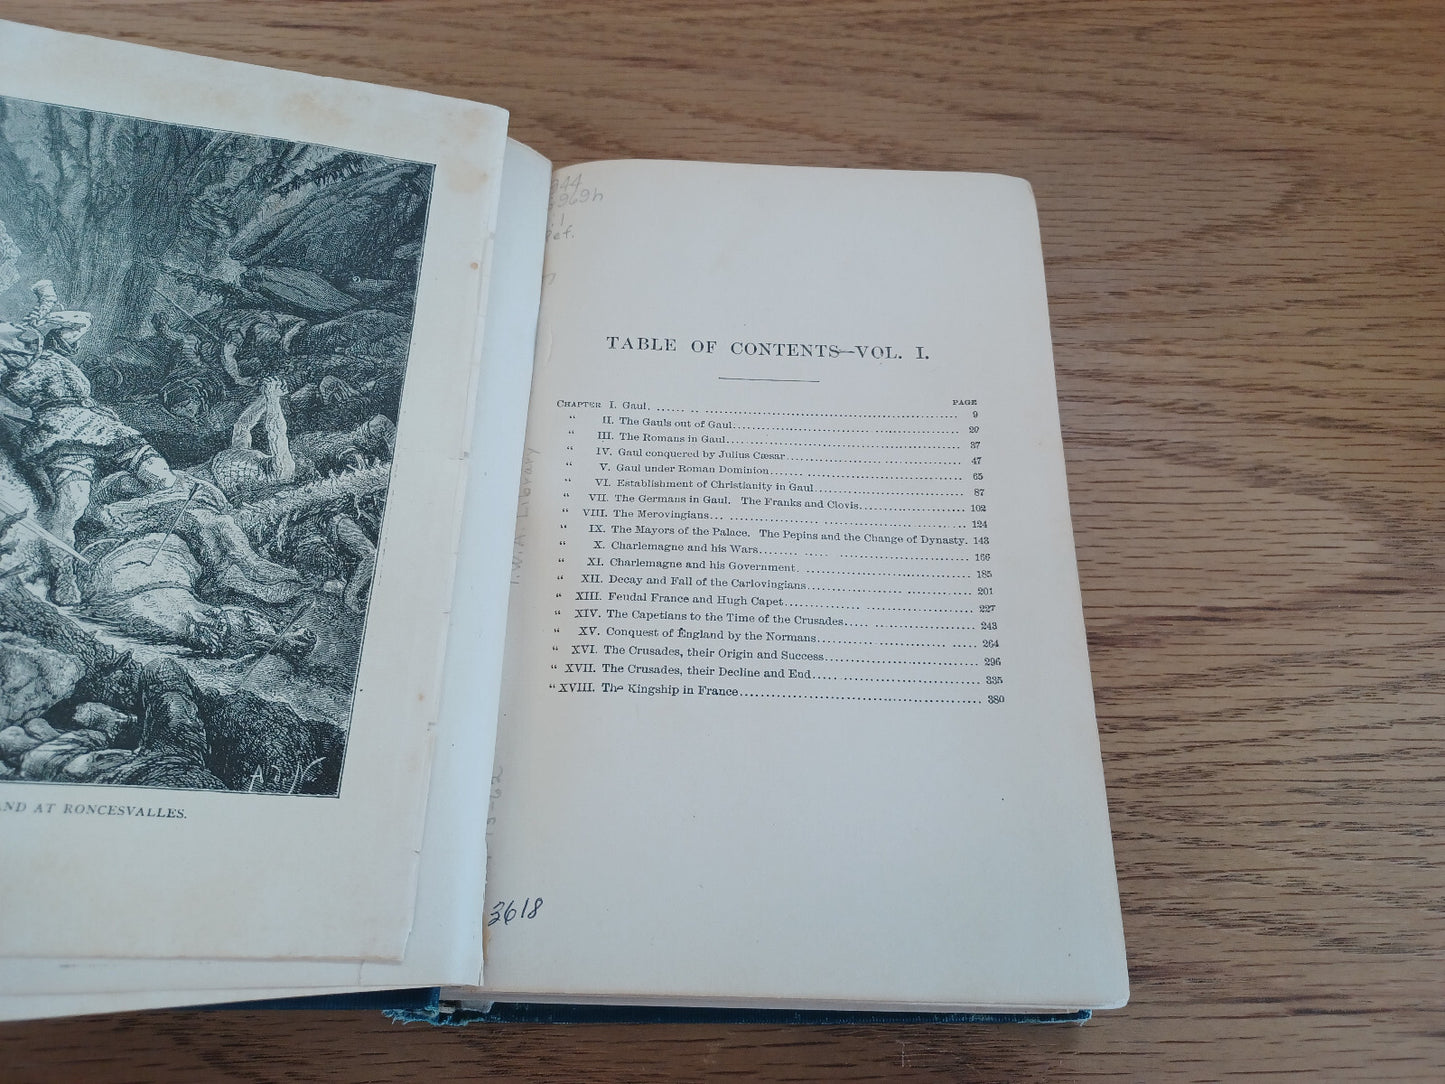 944
969h
1
ef.
TABLE OF CONTENTS—VOL. I.
PAGE
CHAPTER I. Gaul. ...... .. ........ 9
" II. The Gauls out of Gaul........ 20
" III. The Romans in Gaul........ 37
" IV. Gaul conquered by Julius Cæsar........ 47
" V. Gaul under Roman Dominion........ 65
" VI. Establishment of Christianity in Gaul........ 87
" VII. The Germans in Gaul. The Franks and Clovis........ 102
" VIII. The Merovingians... ........ 124
" IX. The Mayors of the Palace. The Pepins and the Change of Dynasty. 143
" X. Charlemagne and his Wars........ 156
" XI. Charlemagne and his Government. ........ 185
" XII. Decay and Fall of the Carlovingians........ 201
" XIII. Feudal France and Hugh Capet........ 227
" XIV. The Capetians to the Time of the Crusades........ 243
" XV. Conquest of England by the Normans........ 264
" XVI. The Crusades, their Origin and Success........ 296
" XVII. The Crusades, their Decline and End........ 335
" XVIII. The Kingship in France........ 380
I.W.A Library
3618
AND AT RONCESVALLES.